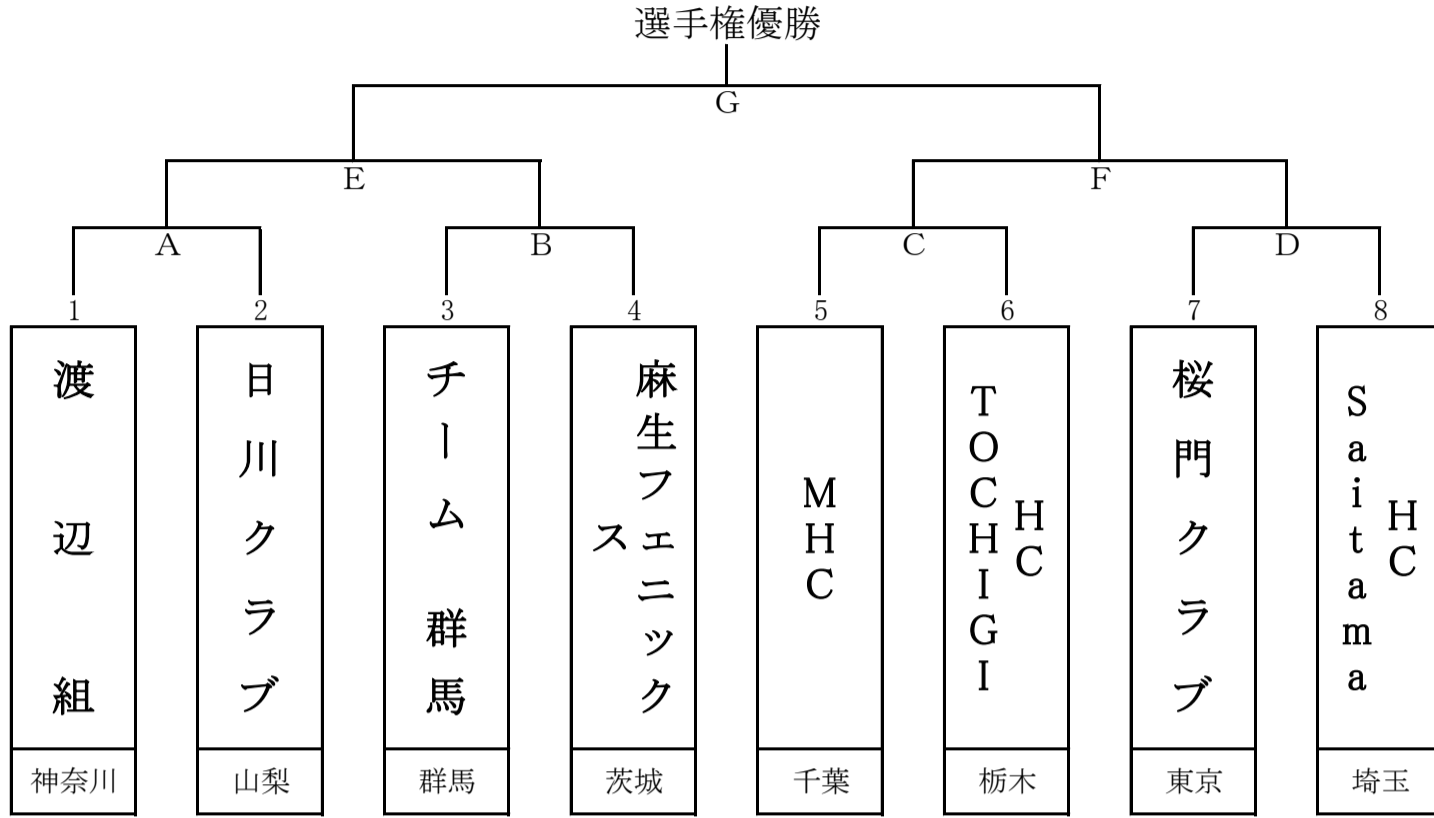 選手権優勝
G
E
F
A
B
C
D
1
2
3
4
5
6
7
8
渡辺組
日川クラブ
チーム 群馬
麻生フェニックス
MHC
TOCHIGI
HC
桜門クラブ
Saitama
HC
神奈川
山梨
群馬
茨城
千葉
栃木
東京
埼玉